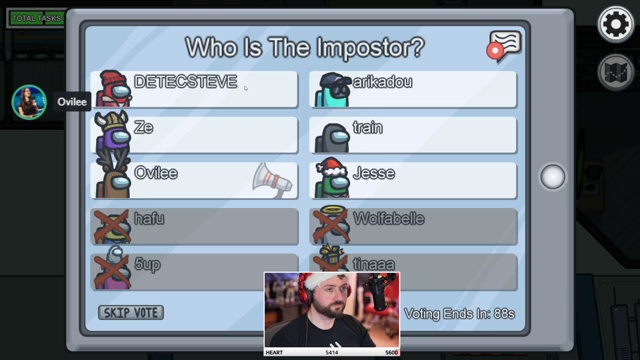 TOTAL TASKS
Who Is The Impostor?
DETECSTEVE
arikadou
Ovilee
Ze
train
Ovilee
Jesse
hafu
Wolfabelle
5up
tinaaa
SKIP VOTE
Voting Ends In: 88s
HEART 5414 5600